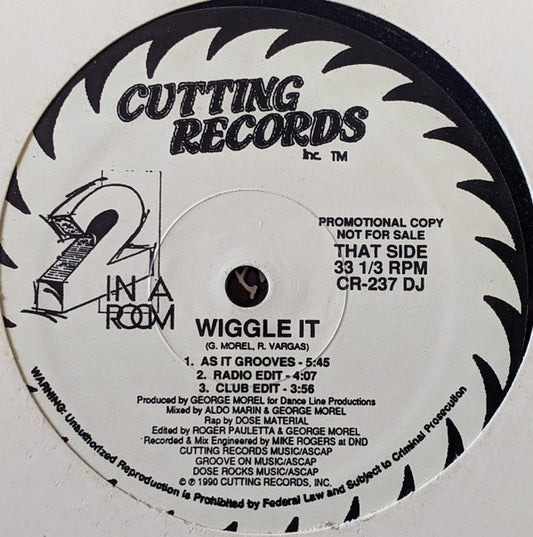 CUTTING
RECORDS
Inc. TM
2
IN A
ROOM
PROMOTIONAL COPY
NOT FOR SALE
THAT SIDE
33 1/3 RPM
CR-237 DJ
WIGGLE IT
(G. MOREL, R. VARGAS)
1. AS IT GROOVES - 5:45
2. RADIO EDIT - 4:07
3. CLUB EDIT - 3:56
Produced by GEORGE MOREL for Dance Line Productions
Mixed by ALDO MARIN & GEORGE MOREL
Rap by DOSE MATERIAL
Edited by ROGER PAULETTA & GEORGE MOREL
Recorded & Mix Engineered by MIKE ROGERS at DND
CUTTING RECORDS MUSIC/ASCAP
GROOVE ON MUSIC/ASCAP
DOSE ROCKS MUSIC/ASCAP
© ℗ 1990 CUTTING RECORDS, INC.
WARNING: Unauthorized Reproduction is Prohibited by Federal Law and Subject to Criminal Prosecution